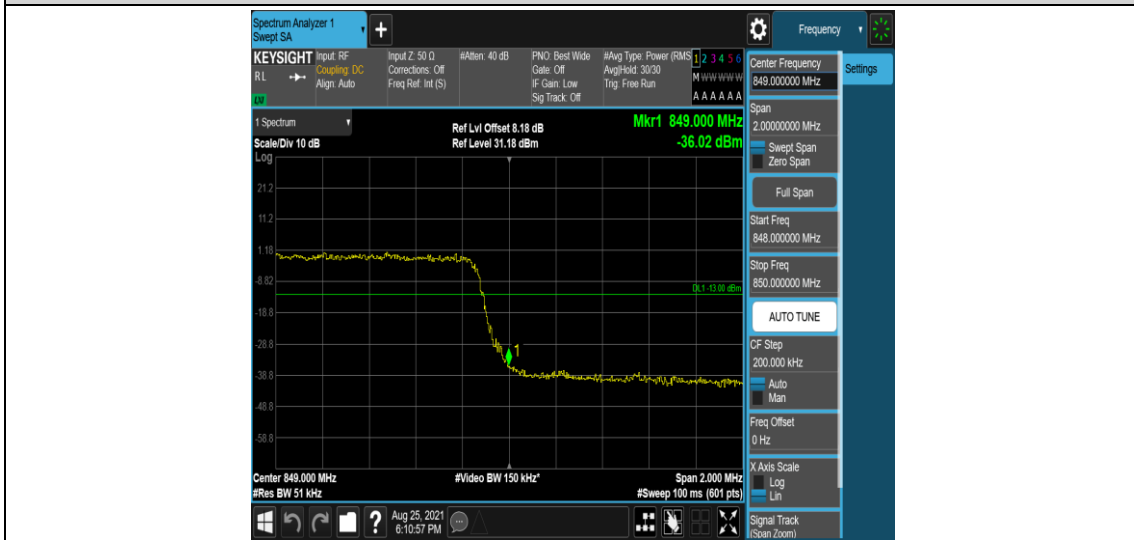 Spectrum Analyzer 1
Swept SA
+
Frequency
KEYSIGHT
RL
LXI
Input: RF
Coupling: DC
Align: Auto
Input Z: 50 Ω
Corrections: Off
Freq Ref: Int (S)
#Atten: 40 dB
PNO: Best Wide
Gate: Off
IF Gain: Low
Sig Track: Off
#Avg Type: Power (RMS
Avg|Hold: 30/30
Trig: Free Run
1 2 3 4 5 6
M W W W W W
A A A A A A
1 Spectrum
Scale/Div 10 dB
Log
Ref Lvl Offset 8.18 dB
Ref Level 31.18 dBm
Mkr1 849.000 MHz
-36.02 dBm
21.2
11.2
1.18
-8.82
-18.8
-28.8
-38.8
-48.8
-58.8
DL1 -13.00 dBm
1
Center 849.000 MHz
#Res BW 51 kHz
#Video BW 150 kHz*
Span 2.000 MHz
#Sweep 100 ms (601 pts)
?
Aug 25, 2021
6:10:57 PM
Center Frequency
849.000000 MHz
Settings
Span
2.00000000 MHz
Swept Span
Zero Span
Full Span
Start Freq
848.000000 MHz
Stop Freq
850.000000 MHz
AUTO TUNE
CF Step
200.000 kHz
Auto
Man
Freq Offset
0 Hz
X Axis Scale
Log
Lin
Signal Track
(Span Zoom)